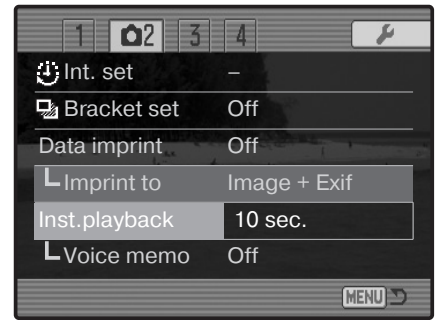 1 2 3 4
Int. set –
Bracket set Off
Data imprint Off
Imprint to Image + Exif
Inst.playback 10 sec.
Voice memo Off
MENU